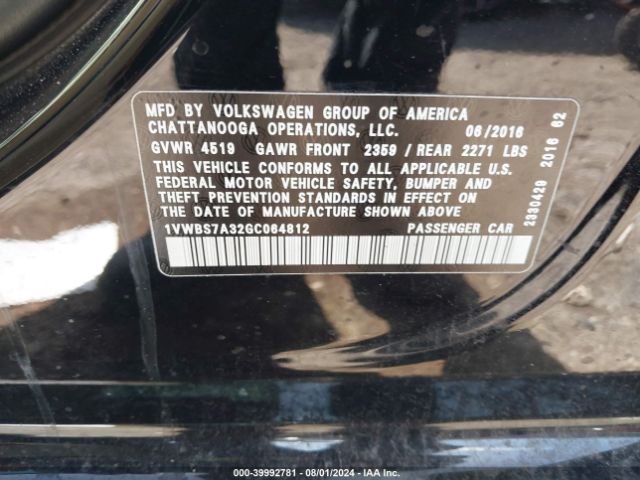 MFD BY VOLKSWAGEN GROUP OF AMERICA
CHATTANOOGA OPERATIONS, LLC. 06/2016
GVWR 4519 GAWR FRONT 2359 / REAR 2271 LBS
THIS VEHICLE CONFORMS TO ALL APPLICABLE U.S.
FEDERAL MOTOR VEHICLE SAFETY, BUMPER AND
THEFT PREVENTION STANDARDS IN EFFECT ON
THE DATE OF MANUFACTURE SHOWN ABOVE
1VWBS7A32GC064812 PASSENGER CAR
2330429 2016 62
000-39992781 - 08/01/2024 - IAA Inc.